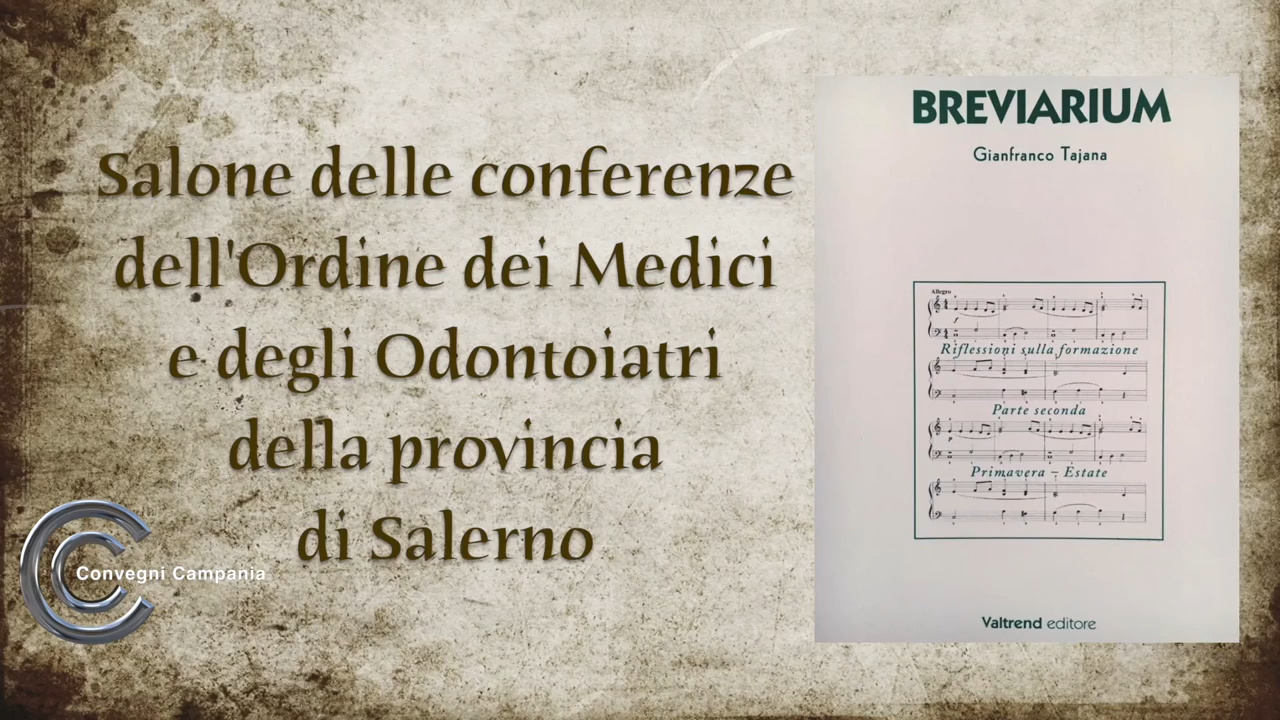 Salone delle conferenze
dell'Ordine dei Medici
e degli Odontoiatri
della provincia
di Salerno
Convegni Campania
BREVIARIUM
Gianfranco Tajana
Allegro
Riflessioni sulla formazione
Parte seconda
Primavera – Estate
Valtrend editore